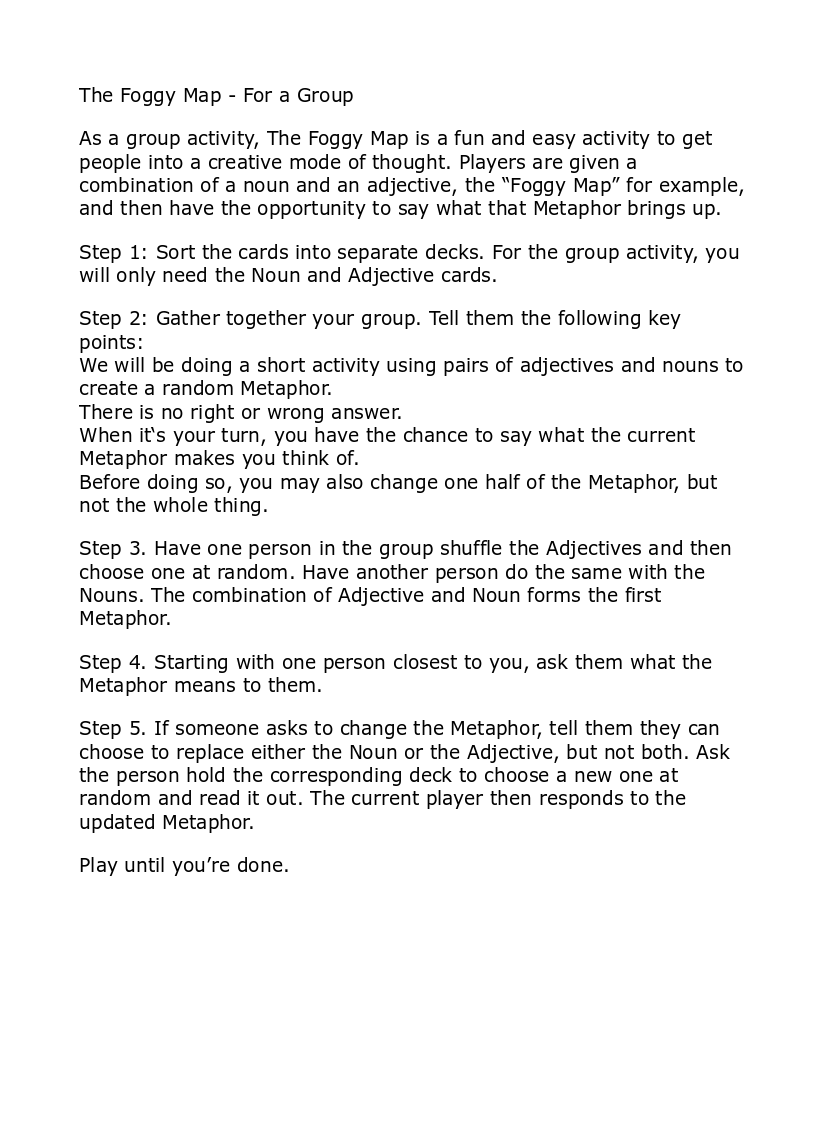 The Foggy Map - For a Group
As a group activity, The Foggy Map is a fun and easy activity to get
people into a creative mode of thought. Players are given a
combination of a noun and an adjective, the “Foggy Map” for example,
and then have the opportunity to say what that Metaphor brings up.
Step 1: Sort the cards into separate decks. For the group activity, you
will only need the Noun and Adjective cards.
Step 2: Gather together your group. Tell them the following key
points:
We will be doing a short activity using pairs of adjectives and nouns to
create a random Metaphor.
There is no right or wrong answer.
When it‘s your turn, you have the chance to say what the current
Metaphor makes you think of.
Before doing so, you may also change one half of the Metaphor, but
not the whole thing.
Step 3. Have one person in the group shuffle the Adjectives and then
choose one at random. Have another person do the same with the
Nouns. The combination of Adjective and Noun forms the first
Metaphor.
Step 4. Starting with one person closest to you, ask them what the
Metaphor means to them.
Step 5. If someone asks to change the Metaphor, tell them they can
choose to replace either the Noun or the Adjective, but not both. Ask
the person hold the corresponding deck to choose a new one at
random and read it out. The current player then responds to the
updated Metaphor.
Play until you’re done.